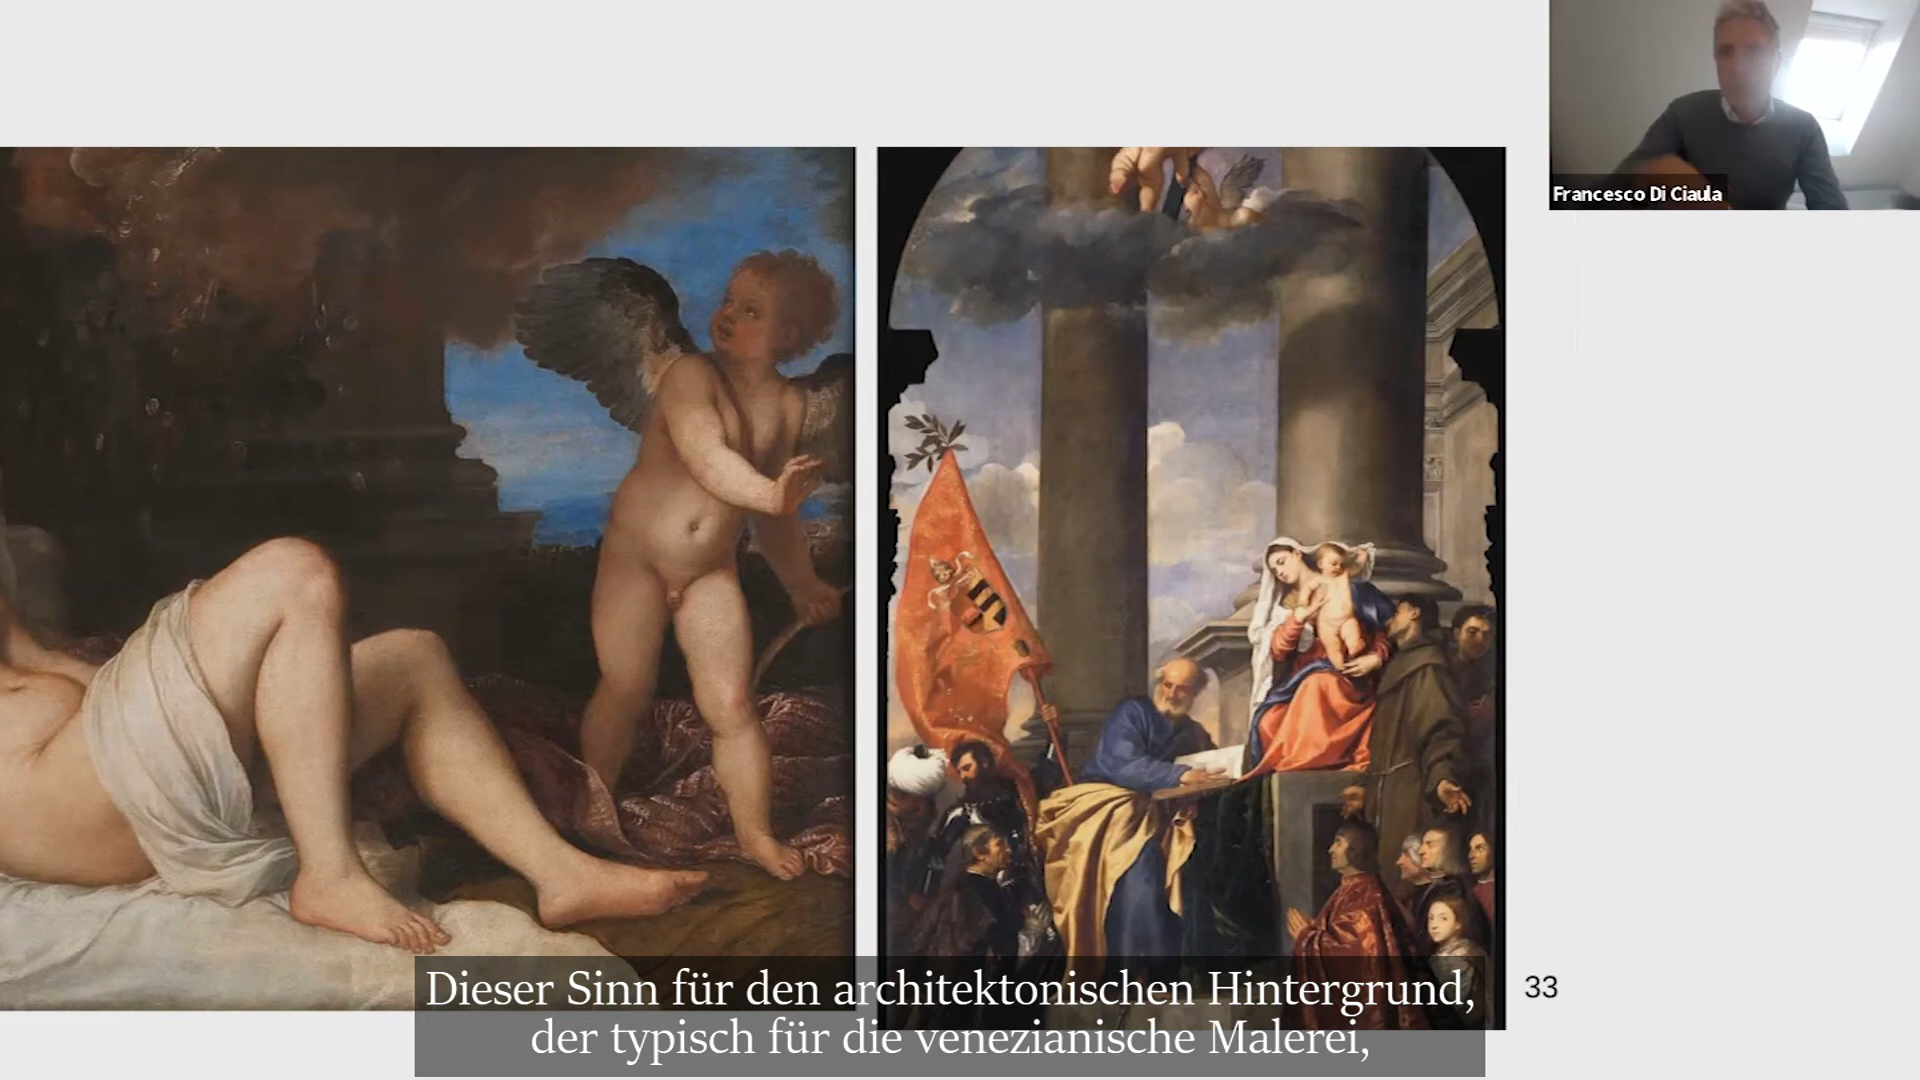 Francesco Di Ciaula
33
Dieser Sinn für den architektonischen Hintergrund,
der typisch für die venezianische Malerei,